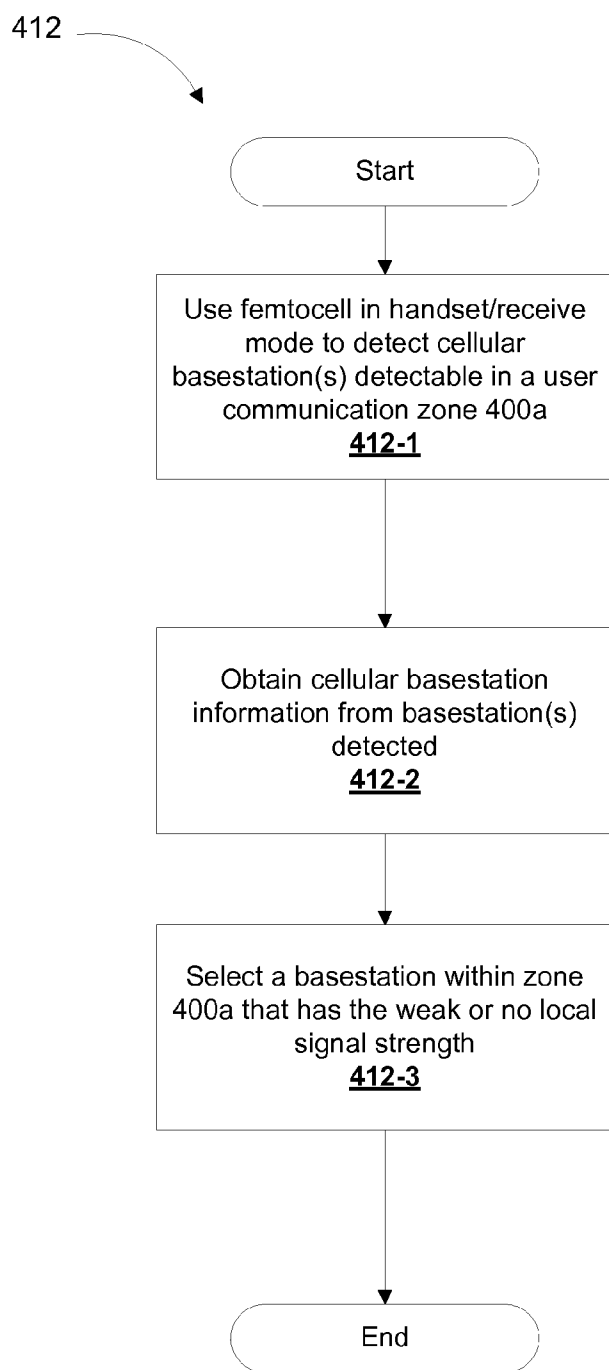 412
Start
Use femtocell in handset/receive
mode to detect cellular
basestation(s) detectable in a user
communication zone 400a
412-1
Obtain cellular basestation
information from basestation(s)
detected
412-2
Select a basestation within zone
400a that has the weak or no local
signal strength
412-3
End